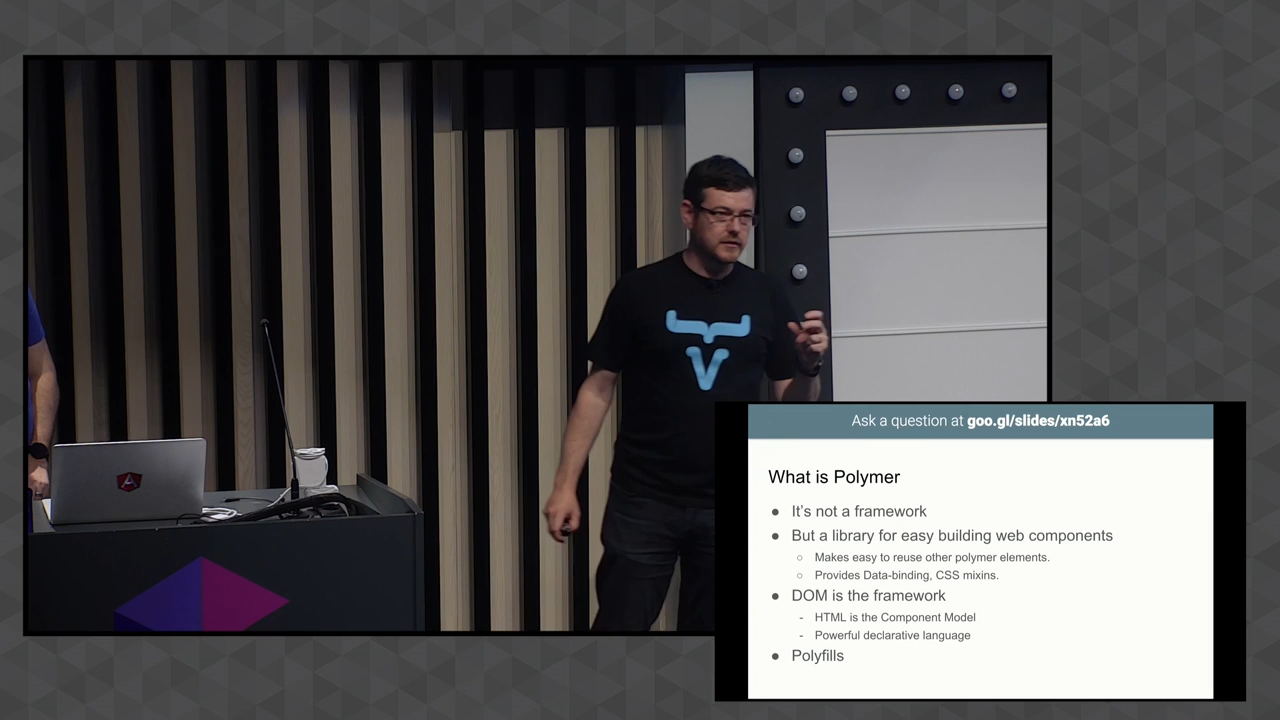 Ask a question at goo.gl/slides/xn52a6
What is Polymer
● It's not a framework
● But a library for easy building web components
○ Makes easy to reuse other polymer elements.
○ Provides Data-binding, CSS mixins.
● DOM is the framework
- HTML is the Component Model
- Powerful declarative language
● Polyfills